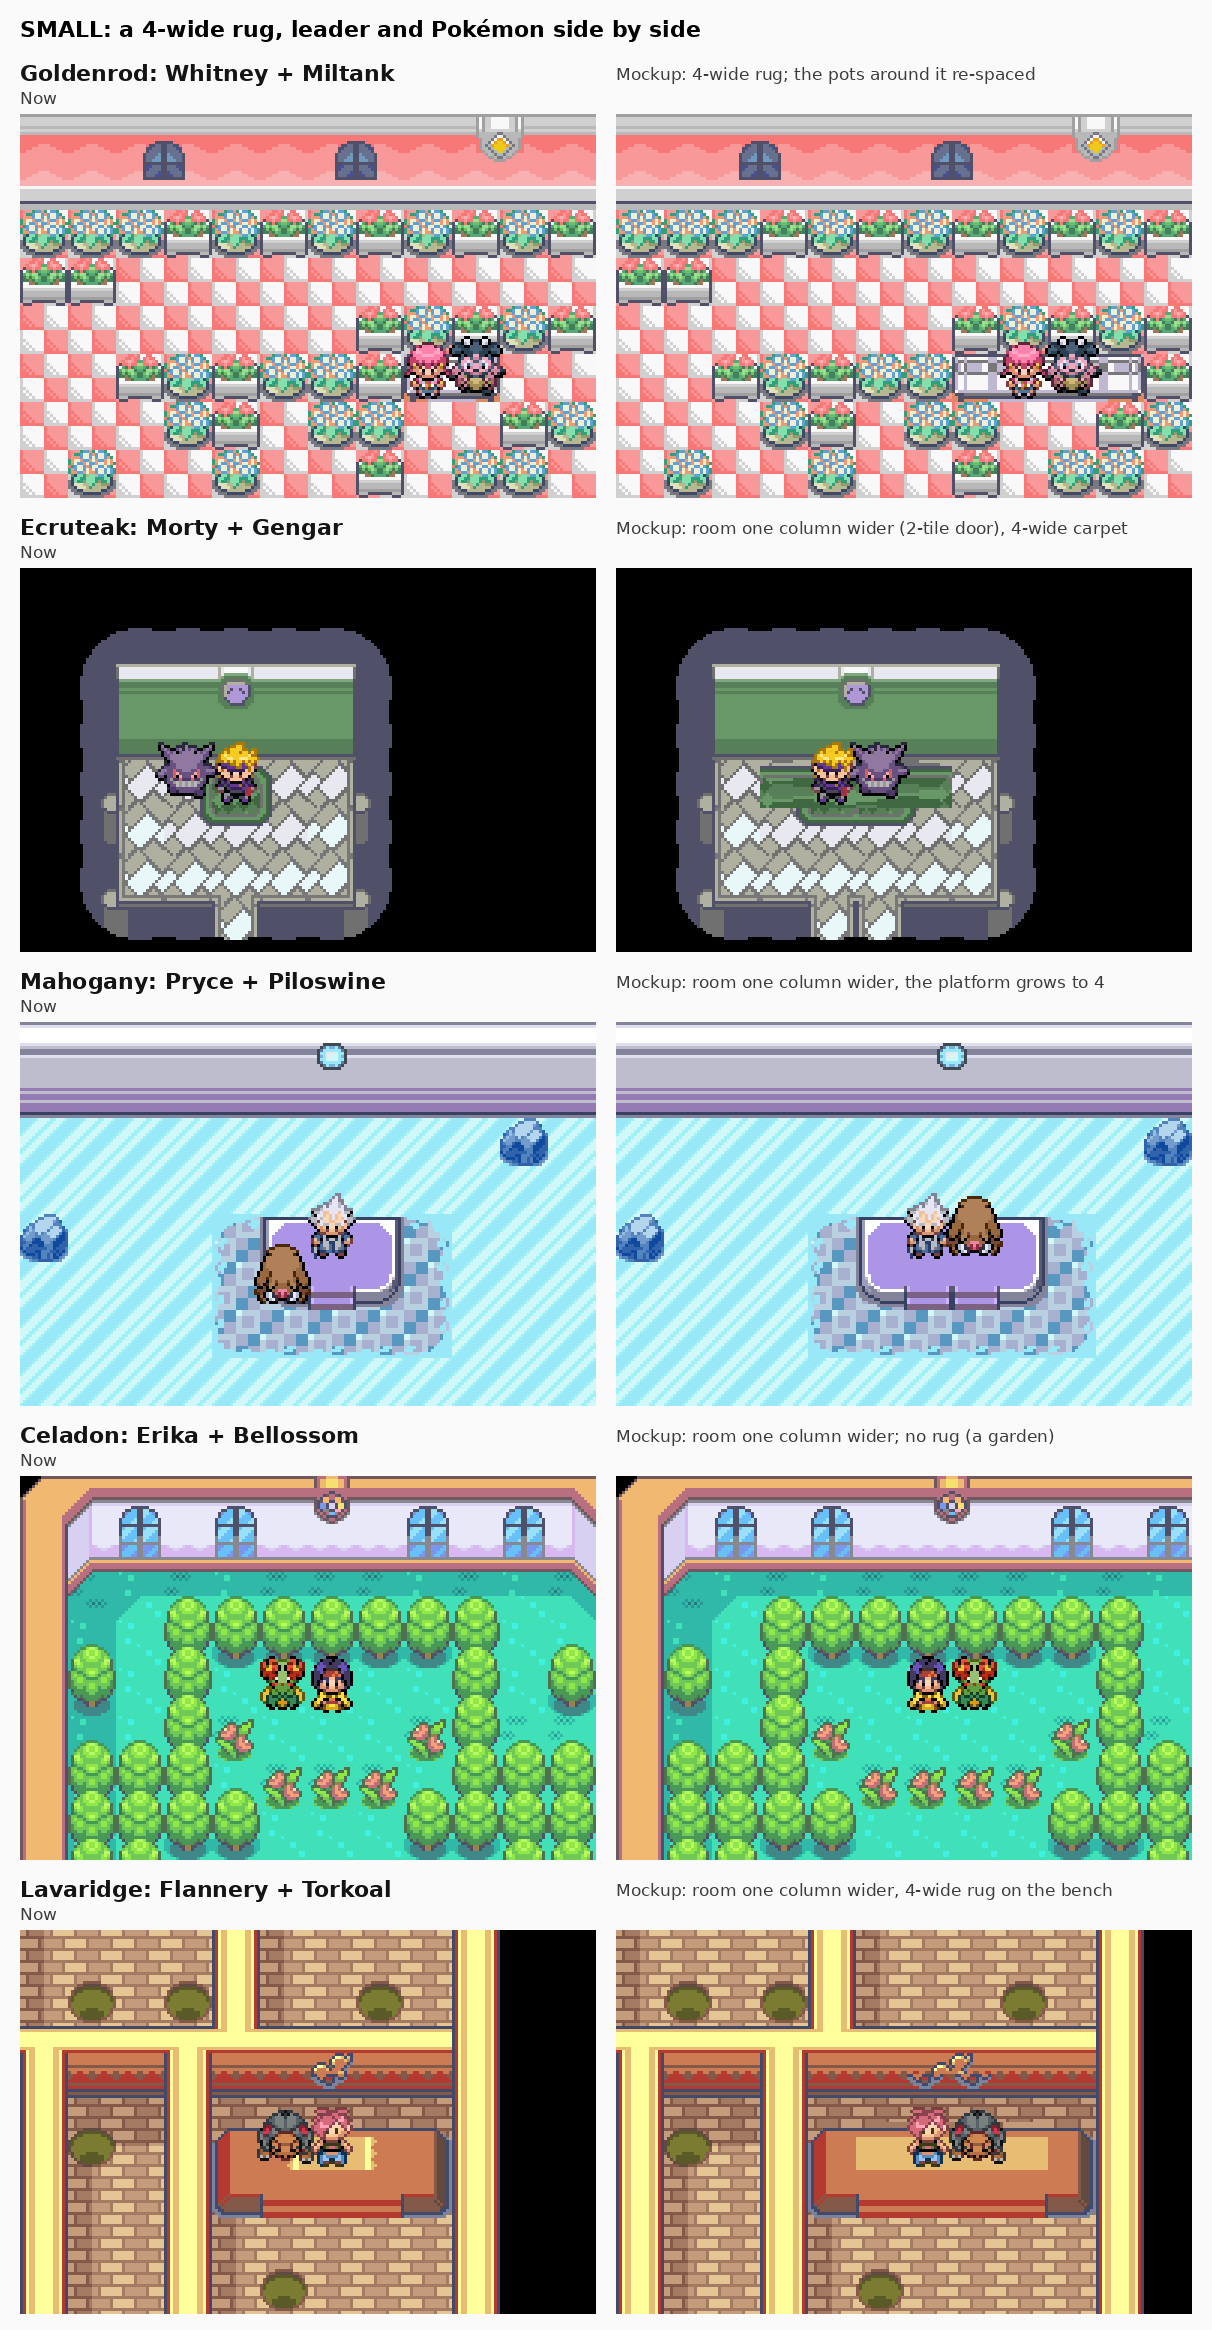 SMALL: a 4-wide rug, leader and Pokémon side by side
Goldenrod: Whitney + Miltank
Mockup: 4-wide rug; the pots around it re-spaced
Now
Ecruteak: Morty + Gengar
Mockup: room one column wider (2-tile door), 4-wide carpet
Now
Mahogany: Pryce + Piloswine
Mockup: room one column wider, the platform grows to 4
Now
Celadon: Erika + Bellossom
Mockup: room one column wider; no rug (a garden)
Now
Lavaridge: Flannery + Torkoal
Mockup: room one column wider, 4-wide rug on the bench
Now